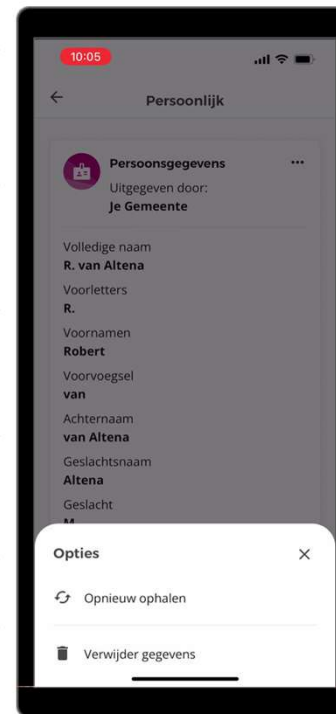 10:05
Persoonlijk
Persoonsgegevens
Uitgegeven door:
Je Gemeente
Volledige naam
R. van Altena
Voorletters
R.
Voornamen
Robert
Voorvoegsel
van
Achternaam
van Altena
Geslachtsnaam
Altena
Geslacht
M
Opties
Opnieuw ophalen
Verwijder gegevens